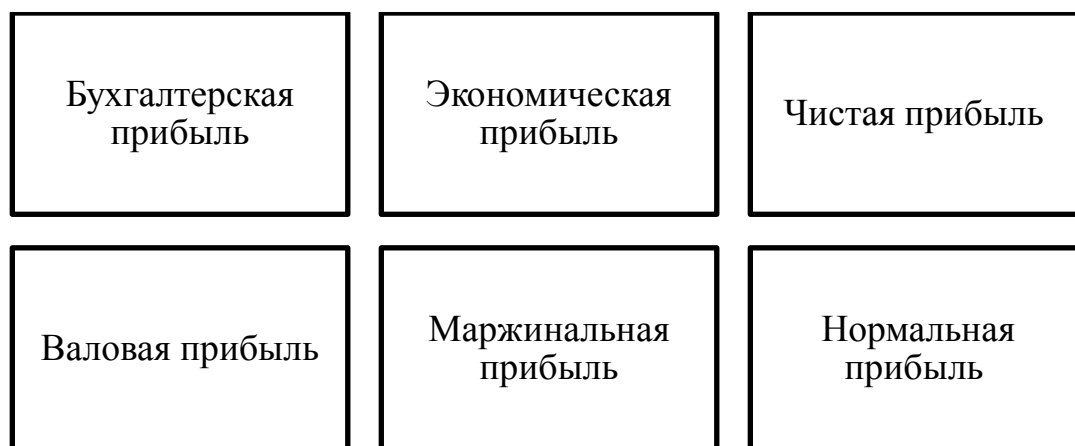 Бухгалтерская
прибыль
Экономическая
прибыль
Чистая прибыль
Валовая прибыль
Маржинальная
прибыль
Нормальная
прибыль